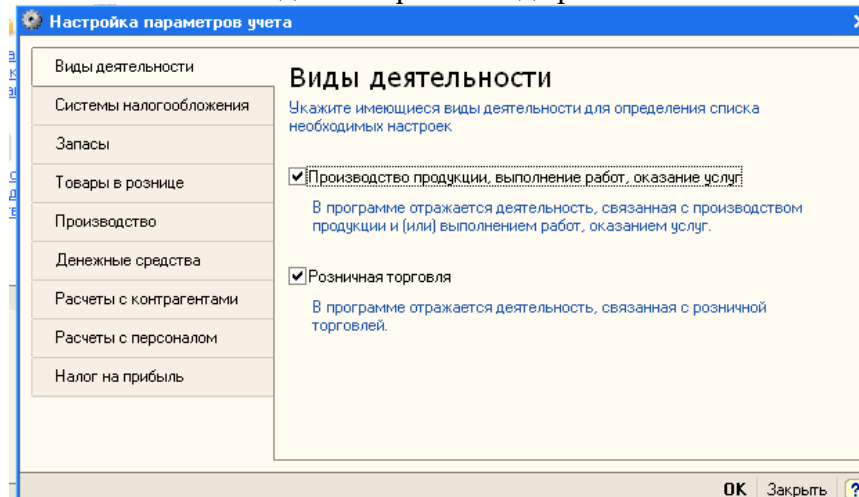 Настройка параметров учета
Виды деятельности
Системы налогообложения
Запасы
Товары в рознице
Производство
Денежные средства
Расчеты с контрагентами
Расчеты с персоналом
Налог на прибыль
Виды деятельности
Укажите имеющиеся виды деятельности для определения списка
необходимых настроек
Производство продукции, выполнение работ, оказание услуг
В программе отражается деятельность, связанная с производством
продукции и (или) выполнением работ, оказанием услуг.
Розничная торговля
В программе отражается деятельность, связанная с розничной
торговлей.
OK Закрыть ?